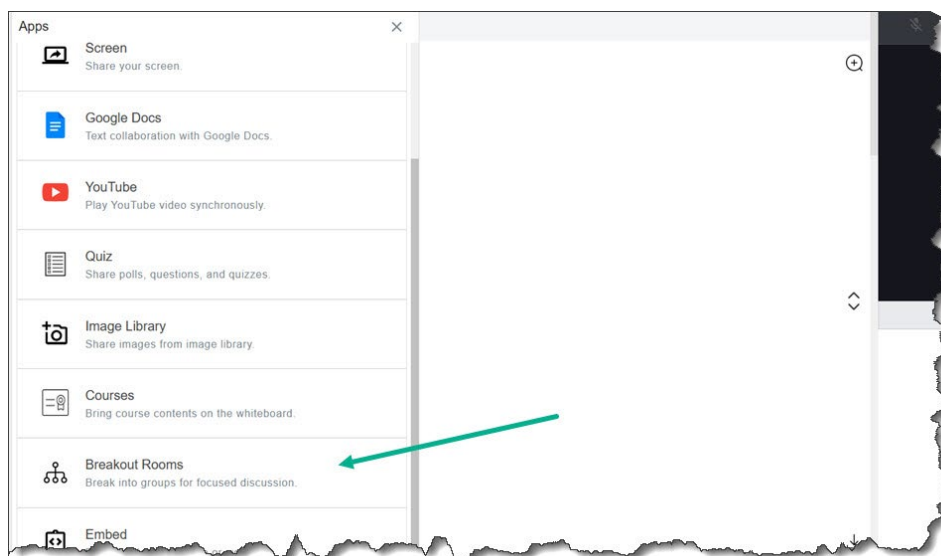 Apps
Screen
Share your screen.
Google Docs
Text collaboration with Google Docs.
YouTube
Play YouTube video synchronously.
Quiz
Share polls, questions, and quizzes.
Image Library
Share images from image library.
Courses
Bring course contents on the whiteboard.
Breakout Rooms
Break into groups for focused discussion.
Embed
or